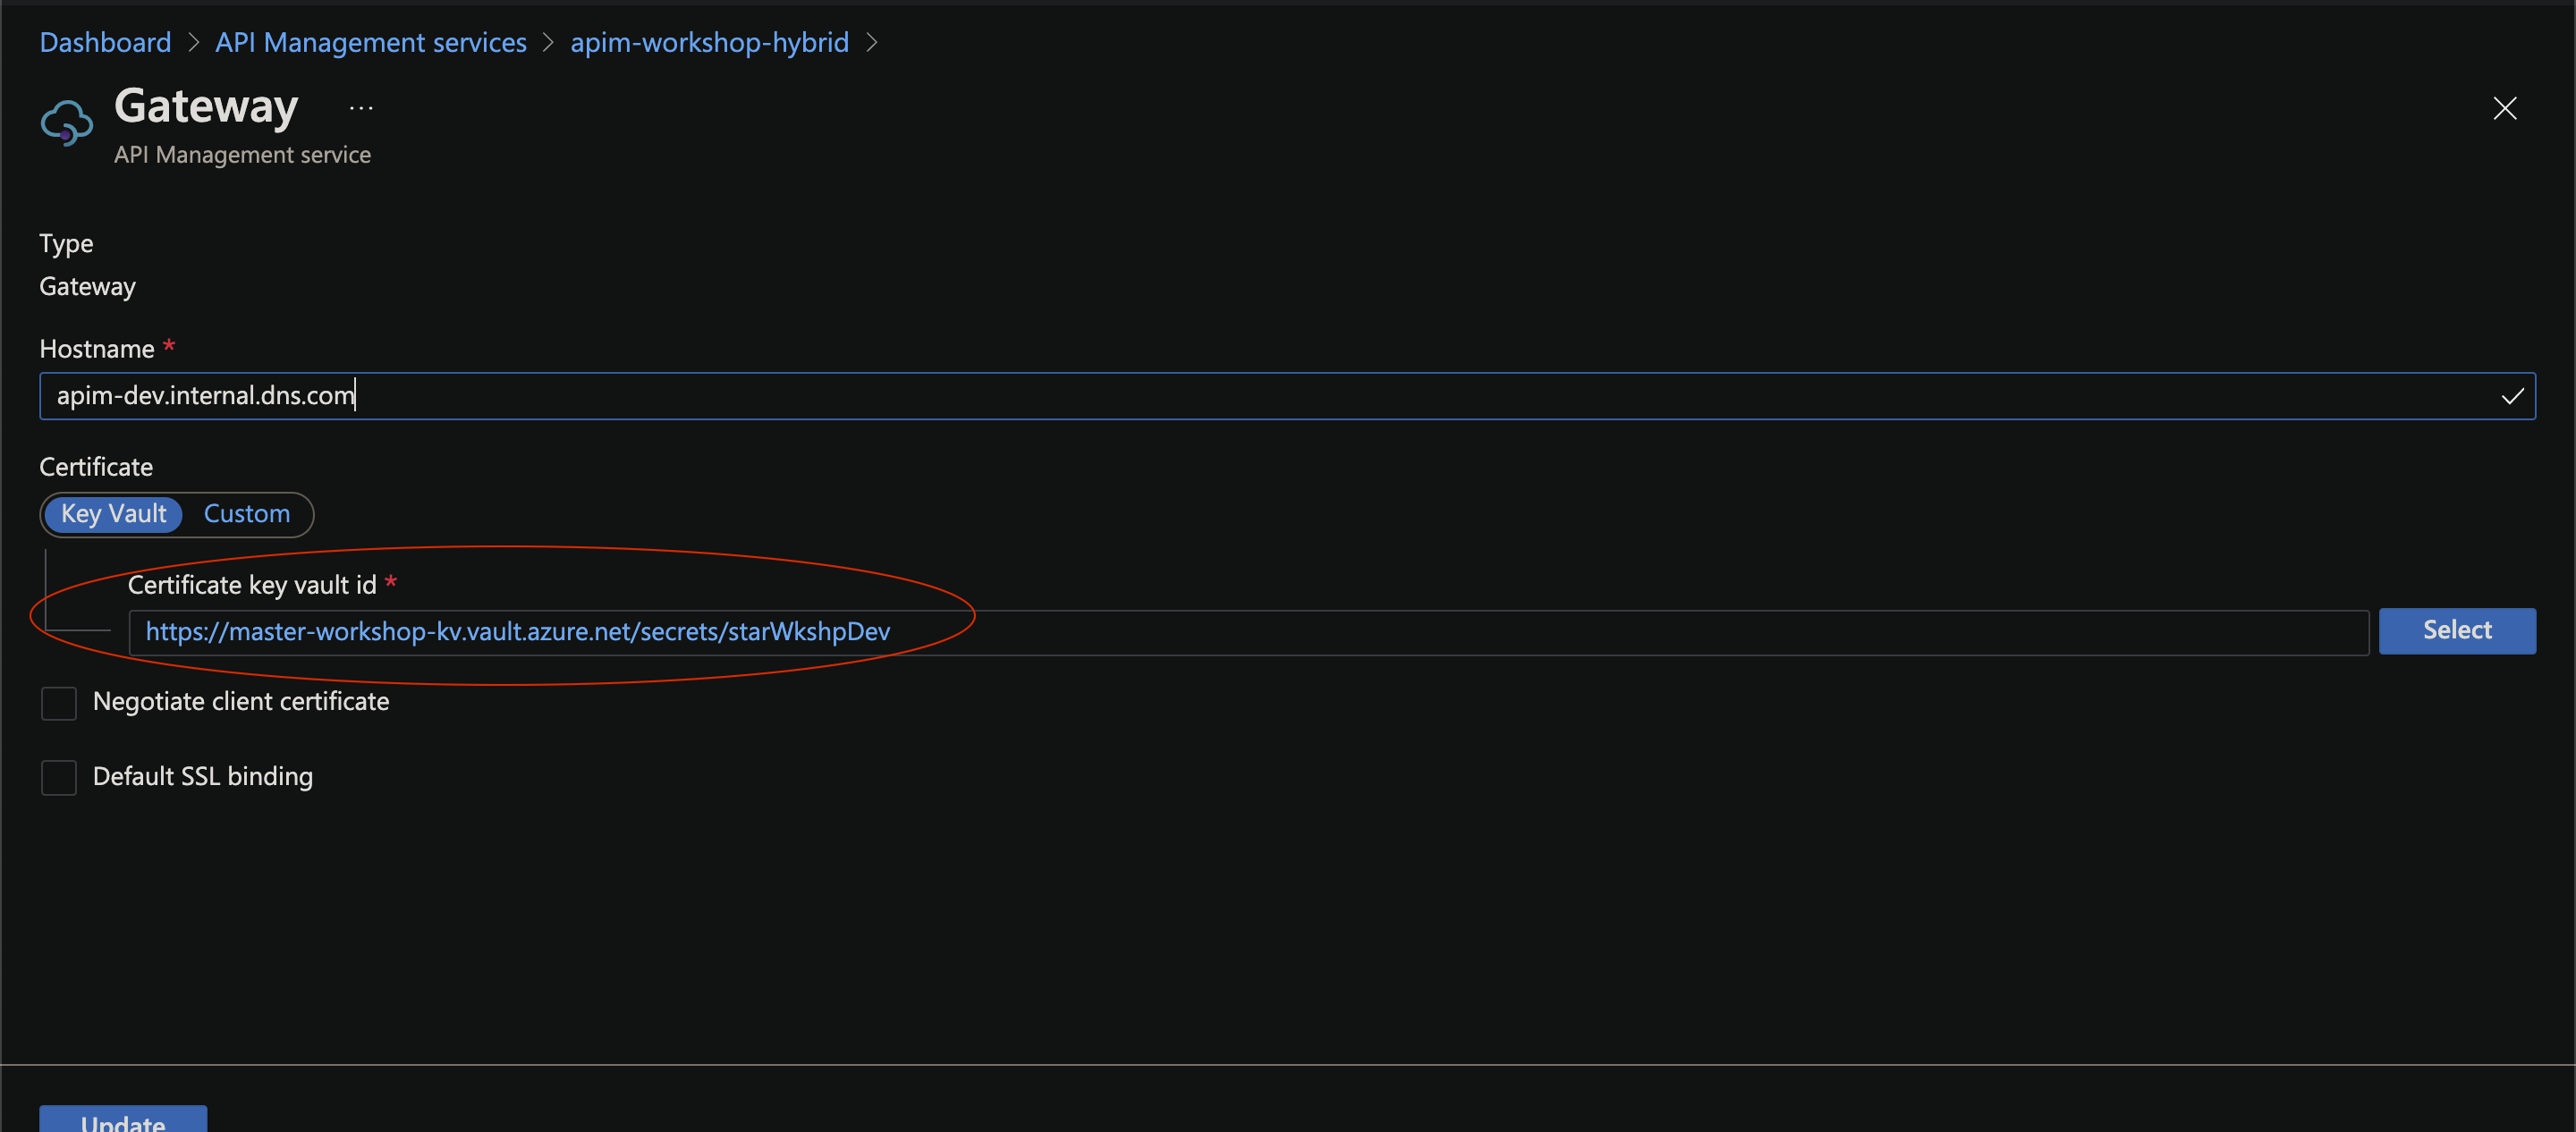 Dashboard > API Management services > apim-workshop-hybrid >
Gateway ...
API Management service
Type
Gateway
Hostname *
apim-dev.internal.dns.com
Certificate
Key Vault Custom
Certificate key vault id *
https://master-workshop-kv.vault.azure.net/secrets/starWkshpDev
Select
Negotiate client certificate
Default SSL binding
Update